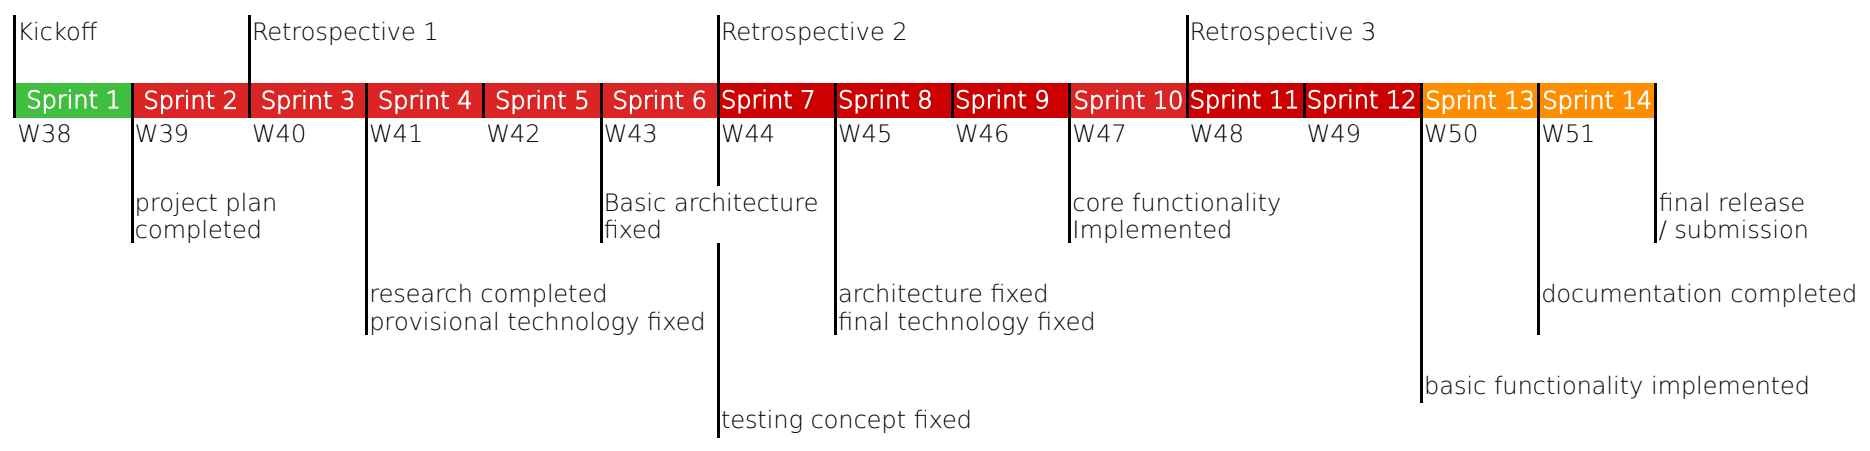 Kickoff
Retrospective 1
Retrospective 2
Retrospective 3
Sprint 1
Sprint 2
Sprint 3
Sprint 4
Sprint 5
Sprint 6
Sprint 7
Sprint 8
Sprint 9
Sprint 10
Sprint 11
Sprint 12
Sprint 13
Sprint 14
W38
W39
W40
W41
W42
W43
W44
W45
W46
W47
W48
W49
W50
W51
project plan
completed
Basic architecture
fixed
core functionality
Implemented
final release
/ submission
research completed
provisional technology fixed
architecture fixed
final technology fixed
documentation completed
basic functionality implemented
testing concept fixed